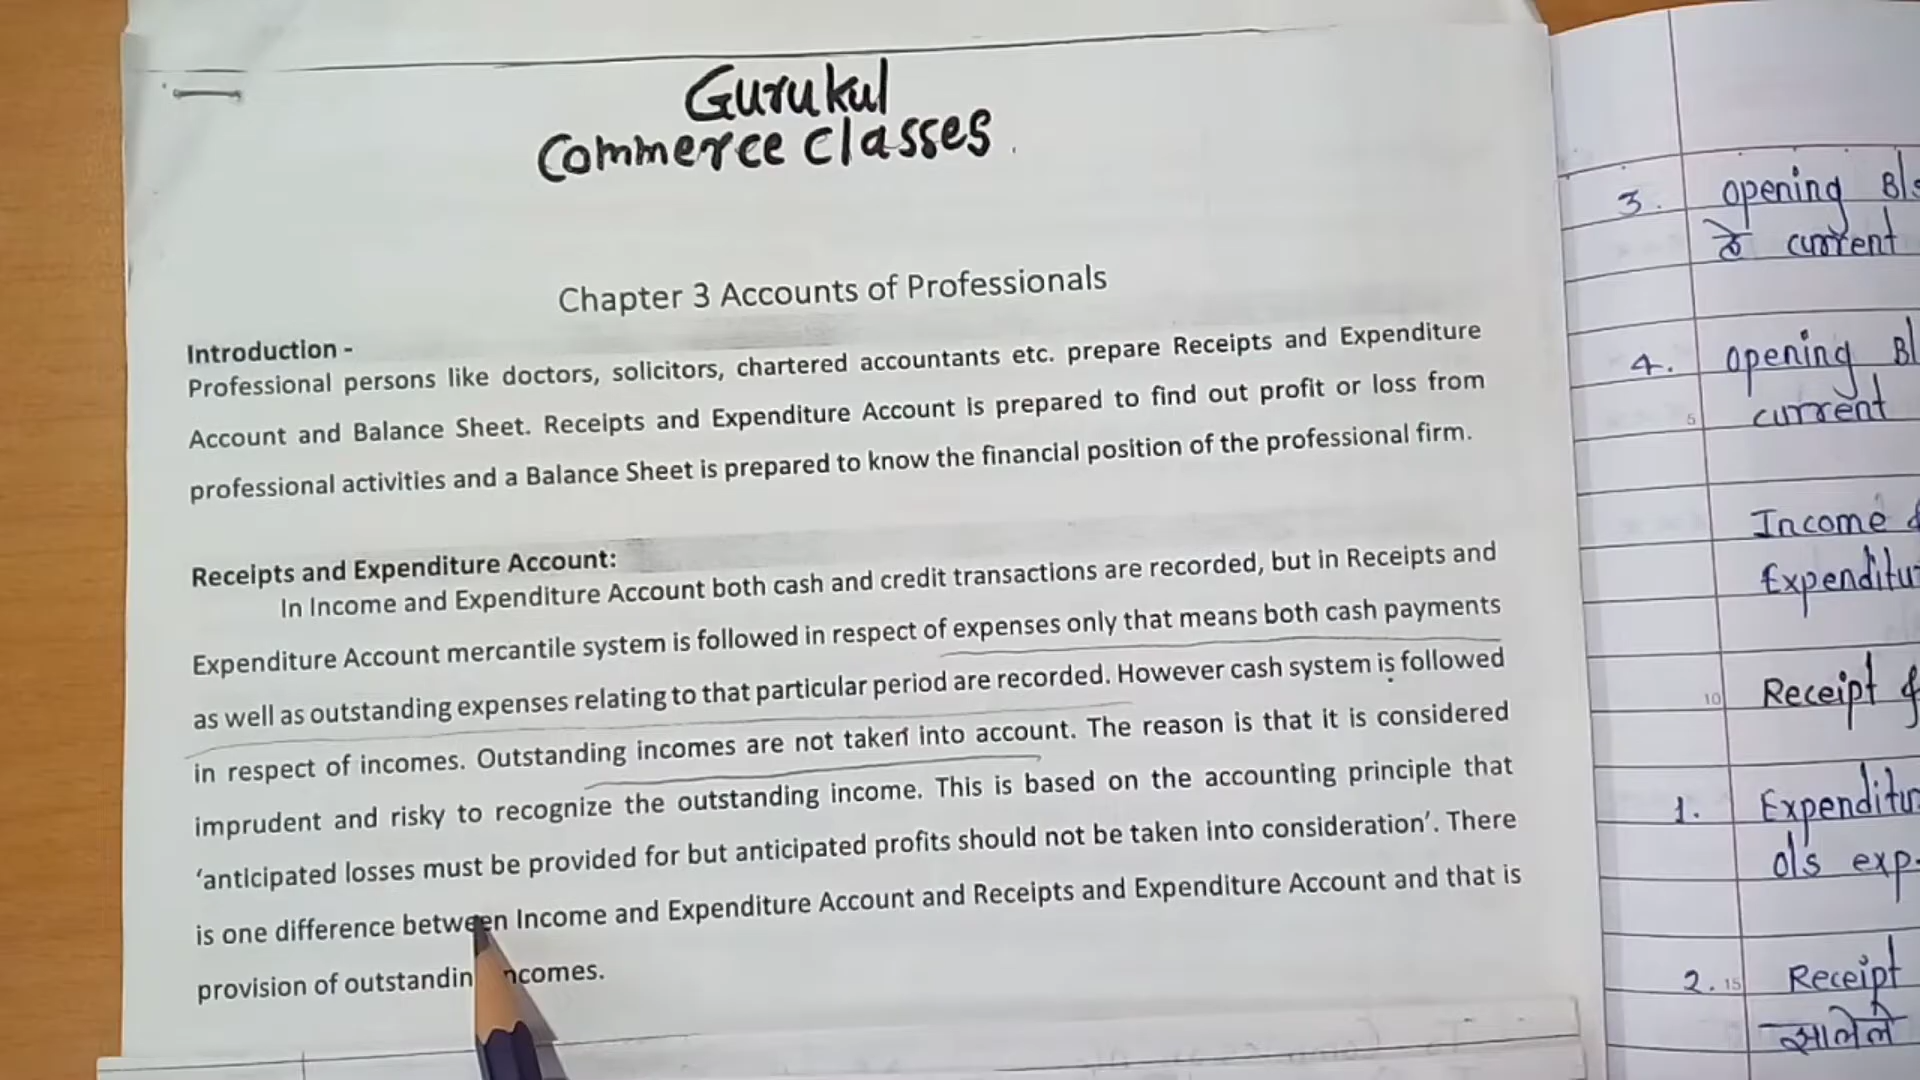 Gurukul
Commerce Classes
Chapter 3 Accounts of Professionals
Introduction -
Professional persons like doctors, solicitors, chartered accountants etc. prepare Receipts and Expenditure
Account and Balance Sheet. Receipts and Expenditure Account is prepared to find out profit or loss from
professional activities and a Balance Sheet is prepared to know the financial position of the professional firm.
Receipts and Expenditure Account:
In Income and Expenditure Account both cash and credit transactions are recorded, but in Receipts and
Expenditure Account mercantile system is followed in respect of expenses only that means both cash payments
as well as outstanding expenses relating to that particular period are recorded. However cash system is followed
in respect of incomes. Outstanding incomes are not taken into account. The reason is that it is considered
imprudent and risky to recognize the outstanding income. This is based on the accounting principle that
‘anticipated losses must be provided for but anticipated profits should not be taken into consideration’. There
is one difference between Income and Expenditure Account and Receipts and Expenditure Account and that is
provision of outstanding incomes.
3. opening B/s
current
4. opening Bl
5 current
Income &
Expenditu
10 Receipt &
1. Expenditu
o/s exp.
2. 15 Receipt